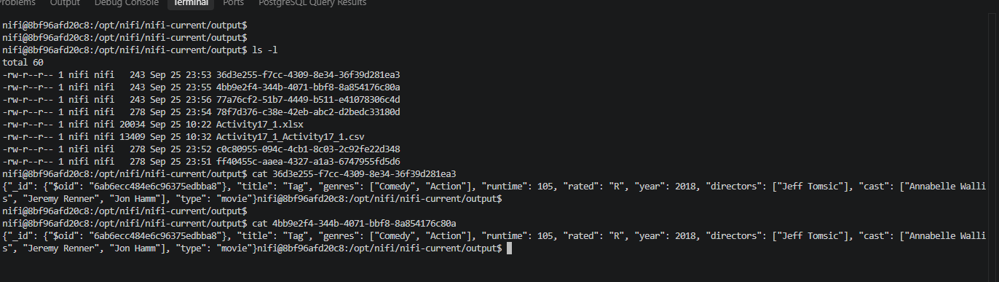 Problems Output Debug Console Terminal Ports PostgreSQL Query Results
nifi@8bf96afd20c8:/opt/nifi/nifi-current/output$
nifi@8bf96afd20c8:/opt/nifi/nifi-current/output$
nifi@8bf96afd20c8:/opt/nifi/nifi-current/output$ ls -l
total 60
-rw-r--r-- 1 nifi nifi   243 Sep 25 23:53 36d3e255-f7cc-4309-8e34-36f39d281ea3
-rw-r--r-- 1 nifi nifi   243 Sep 25 23:55 4bb9e2f4-344b-4071-bbf8-8a854176c80a
-rw-r--r-- 1 nifi nifi   243 Sep 25 23:56 77a76cf2-51b7-4449-b511-e41078306c4d
-rw-r--r-- 1 nifi nifi   278 Sep 25 23:54 78f7d376-c38e-42eb-abc2-d2bedc33180d
-rw-r--r-- 1 nifi nifi 20034 Sep 25 10:22 Activity17_1.xlsx
-rw-r--r-- 1 nifi nifi 13409 Sep 25 10:32 Activity17_1_Activity17_1.csv
-rw-r--r-- 1 nifi nifi   278 Sep 25 23:52 c0c80955-094c-4cb1-8c03-2c92fe22d348
-rw-r--r-- 1 nifi nifi   278 Sep 25 23:51 ff40455c-aaea-4327-a1a3-6747955fd5d6
nifi@8bf96afd20c8:/opt/nifi/nifi-current/output$ cat 36d3e255-f7cc-4309-8e34-36f39d281ea3
{"_id": {"$oid": "6ab6ecc484e6c96375edbba8"}, "title": "Tag", "genres": ["Comedy", "Action"], "runtime": 105, "rated": "R", "year": 2018, "directors": ["Jeff Tomsic"], "cast": ["Annabelle Walli
s", "Jeremy Renner", "Jon Hamm"], "type": "movie"}nifi@8bf96afd20c8:/opt/nifi/nifi-current/output$
nifi@8bf96afd20c8:/opt/nifi/nifi-current/output$
nifi@8bf96afd20c8:/opt/nifi/nifi-current/output$ cat 4bb9e2f4-344b-4071-bbf8-8a854176c80a
{"_id": {"$oid": "6ab6ecc484e6c96375edbba8"}, "title": "Tag", "genres": ["Comedy", "Action"], "runtime": 105, "rated": "R", "year": 2018, "directors": ["Jeff Tomsic"], "cast": ["Annabelle Walli
s", "Jeremy Renner", "Jon Hamm"], "type": "movie"}nifi@8bf96afd20c8:/opt/nifi/nifi-current/output$